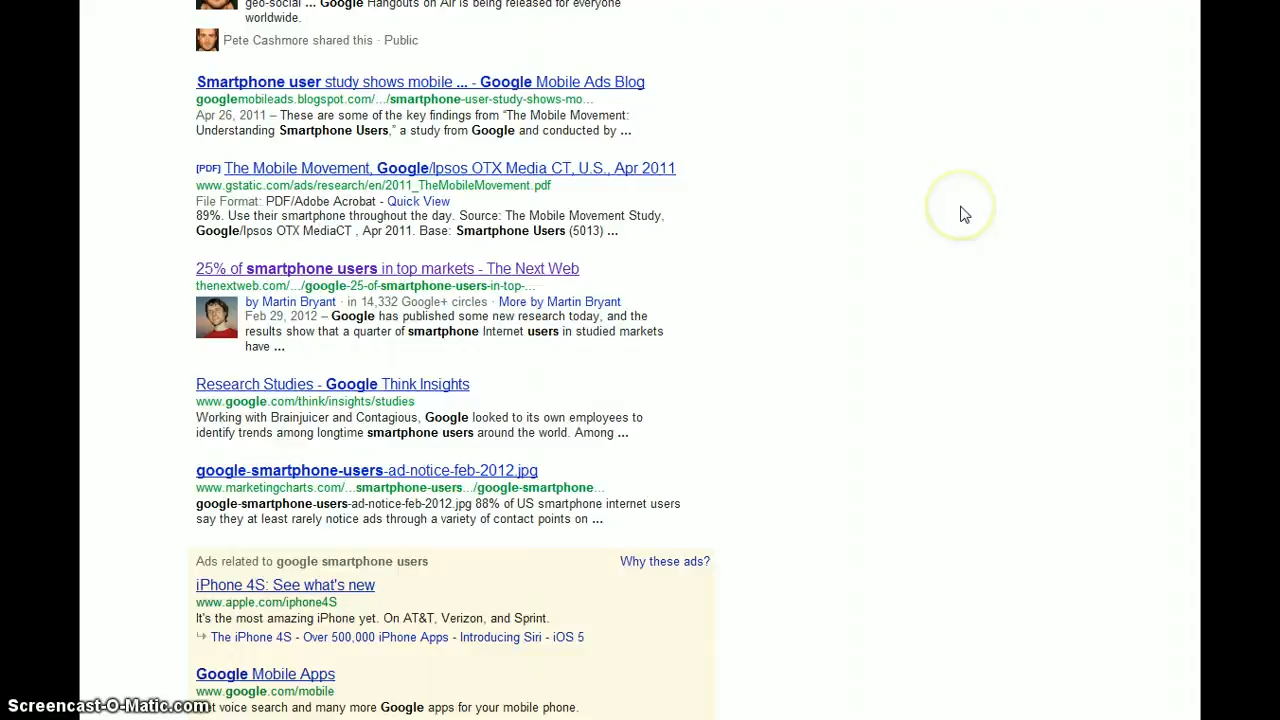 geo-social ... Google Hangouts on Air is being released for everyone
worldwide.
Pete Cashmore shared this · Public
Smartphone user study shows mobile ... - Google Mobile Ads Blog
googlemobileads.blogspot.com/.../smartphone-user-study-shows-mo...
Apr 26, 2011 – These are some of the key findings from “The Mobile Movement:
Understanding Smartphone Users,” a study from Google and conducted by ...
[PDF] The Mobile Movement, Google/Ipsos OTX Media CT, U.S., Apr 2011
www.gstatic.com/ads/research/en/2011_TheMobileMovement.pdf
File Format: PDF/Adobe Acrobat - Quick View
89%. Use their smartphone throughout the day. Source: The Mobile Movement Study,
Google/Ipsos OTX MediaCT , Apr 2011. Base: Smartphone Users (5013) ...
25% of smartphone users in top markets - The Next Web
thenextweb.com/.../google-25-of-smartphone-users-in-top-...
by Martin Bryant · in 14,332 Google+ circles · More by Martin Bryant
Feb 29, 2012 – Google has published some new research today, and the
results show that a quarter of smartphone Internet users in studied markets
have ...
Research Studies - Google Think Insights
www.google.com/think/insights/studies
Working with Brainjuicer and Contagious, Google looked to its own employees to
identify trends among longtime smartphone users around the world. Among ...
google-smartphone-users-ad-notice-feb-2012.jpg
www.marketingcharts.com/...smartphone-users.../google-smartphone...
google-smartphone-users-ad-notice-feb-2012.jpg 88% of US smartphone internet users
say they at least rarely notice ads through a variety of contact points on ...
Ads related to google smartphone users Why these ads?
iPhone 4S: See what's new
www.apple.com/iphone4S
It's the most amazing iPhone yet. On AT&T, Verizon, and Sprint.
The iPhone 4S - Over 500,000 iPhone Apps - Introducing Siri - iOS 5
Google Mobile Apps
www.google.com/mobile
voice search and many more Google apps for your mobile phone.
Screencast-O-Matic.com